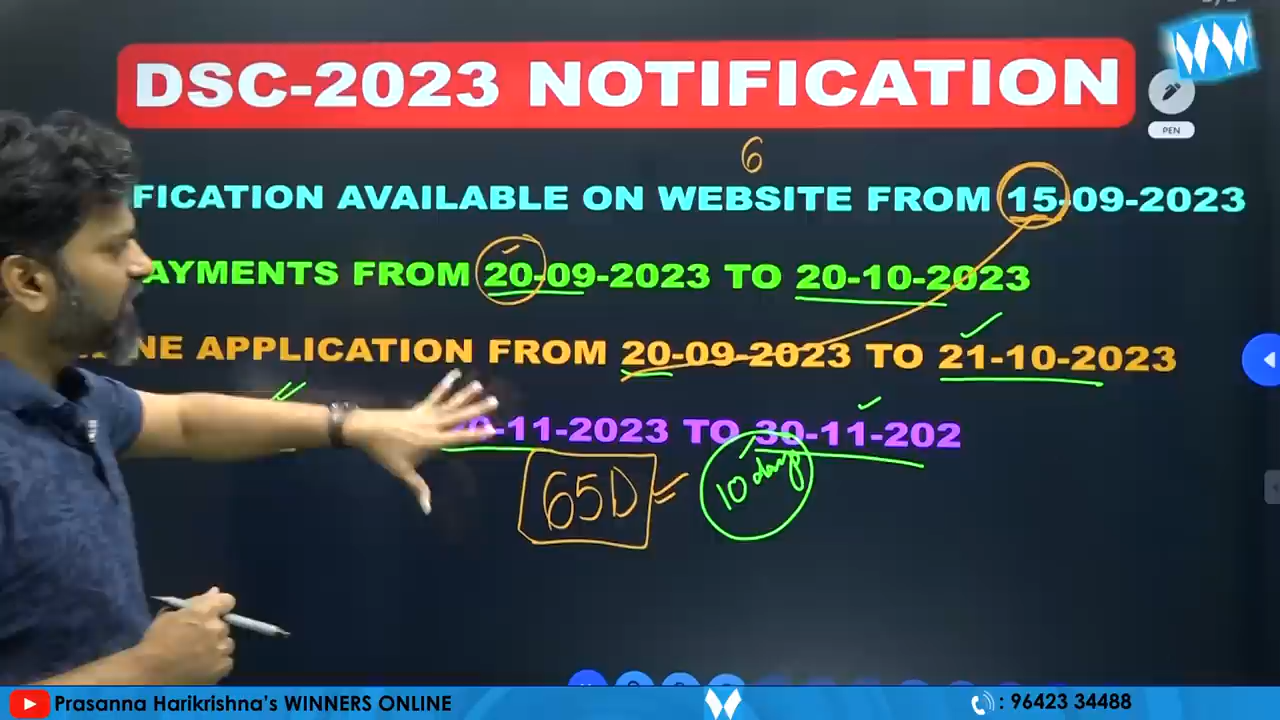 DSC-2023 NOTIFICATION
PEN
6
FICATION AVAILABLE ON WEBSITE FROM 15-09-2023
AYMENTS FROM 20-09-2023 TO 20-10-2023
NE APPLICATION FROM 20-09-2023 TO 21-10-2023
-11-2023 TO 30-11-202
65D
10 days
Prasanna Harikrishna's WINNERS ONLINE
: 96423 34488